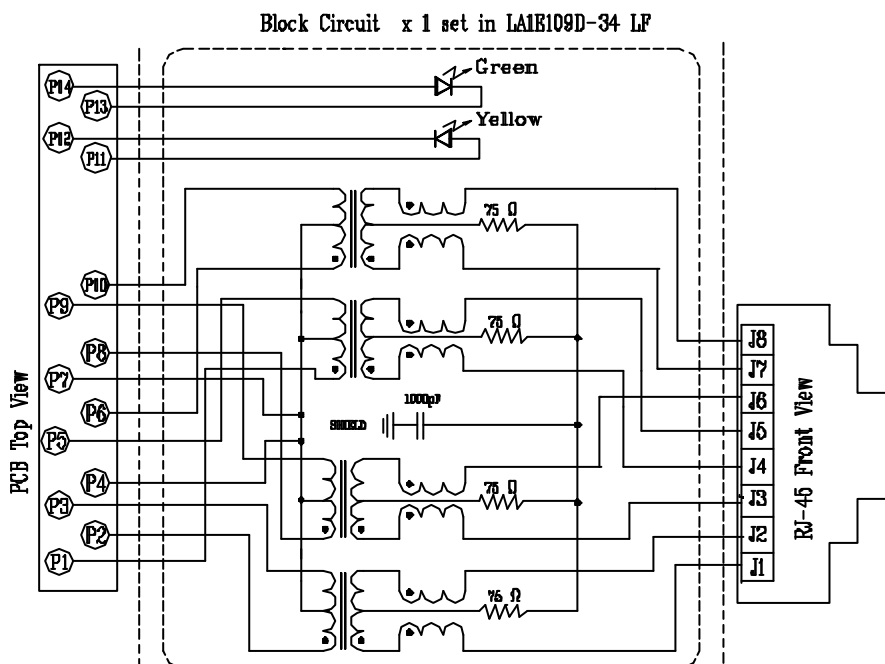 Block Circuit x 1 set in LA1E109D-34 LF
Green
P14
P13
Yellow
P12
P11
75 Ω
P10
P9
75 Ω
J8
P8
J7
P7
1000pF
J6
P6
SHIELD
J5
P5
J4
P4
75 Ω
J3
P3
J2
P2
J1
P1
75 Ω
PCB Top View
RJ-45 Front View